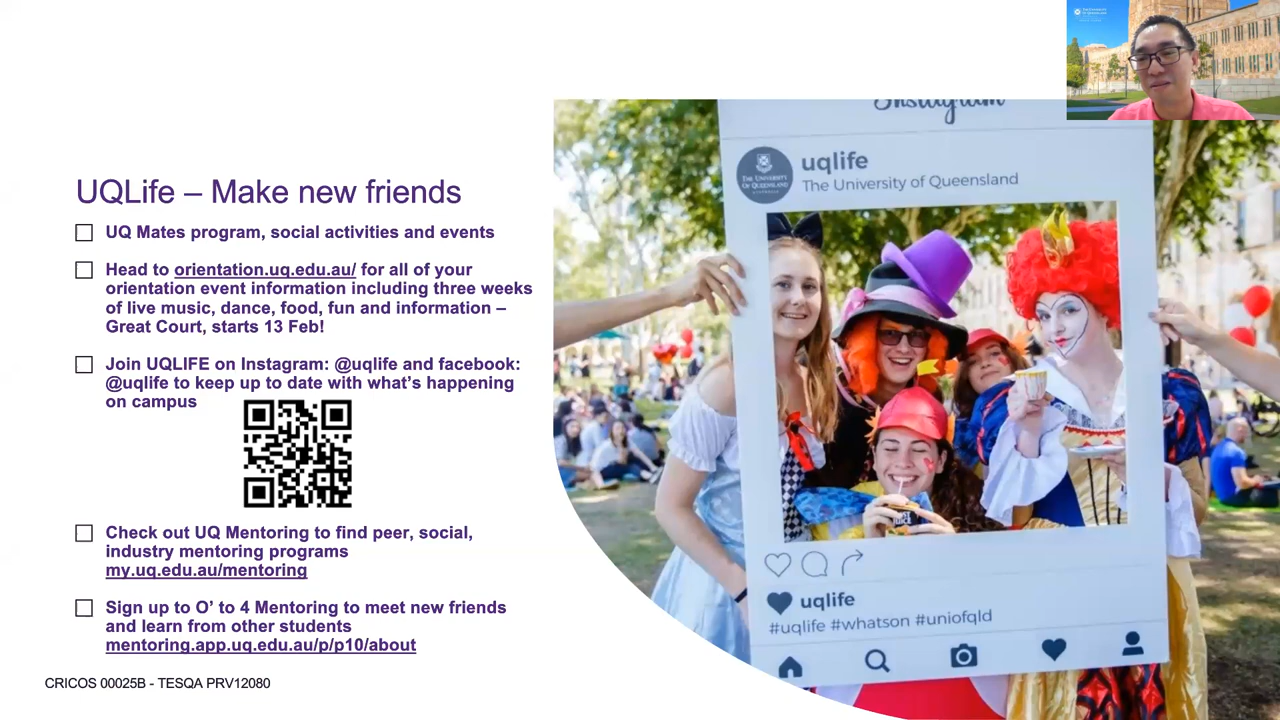 UQLife – Make new friends
UQ Mates program, social activities and events
Head to orientation.uq.edu.au/ for all of your
orientation event information including three weeks
of live music, dance, food, fun and information –
Great Court, starts 13 Feb!
Join UQLIFE on Instagram: @uqlife and facebook:
@uqlife to keep up to date with what's happening
on campus
Check out UQ Mentoring to find peer, social,
industry mentoring programs
my.uq.edu.au/mentoring
Sign up to O' to 4 Mentoring to meet new friends
and learn from other students
mentoring.app.uq.edu.au/p/p10/about
CRICOS 00025B - TESQA PRV12080
Instagram
THE UNIVERSITY
OF QUEENSLAND
uqlife
The University of Queensland
uqlife
#uqlife #whatson #uniofqld